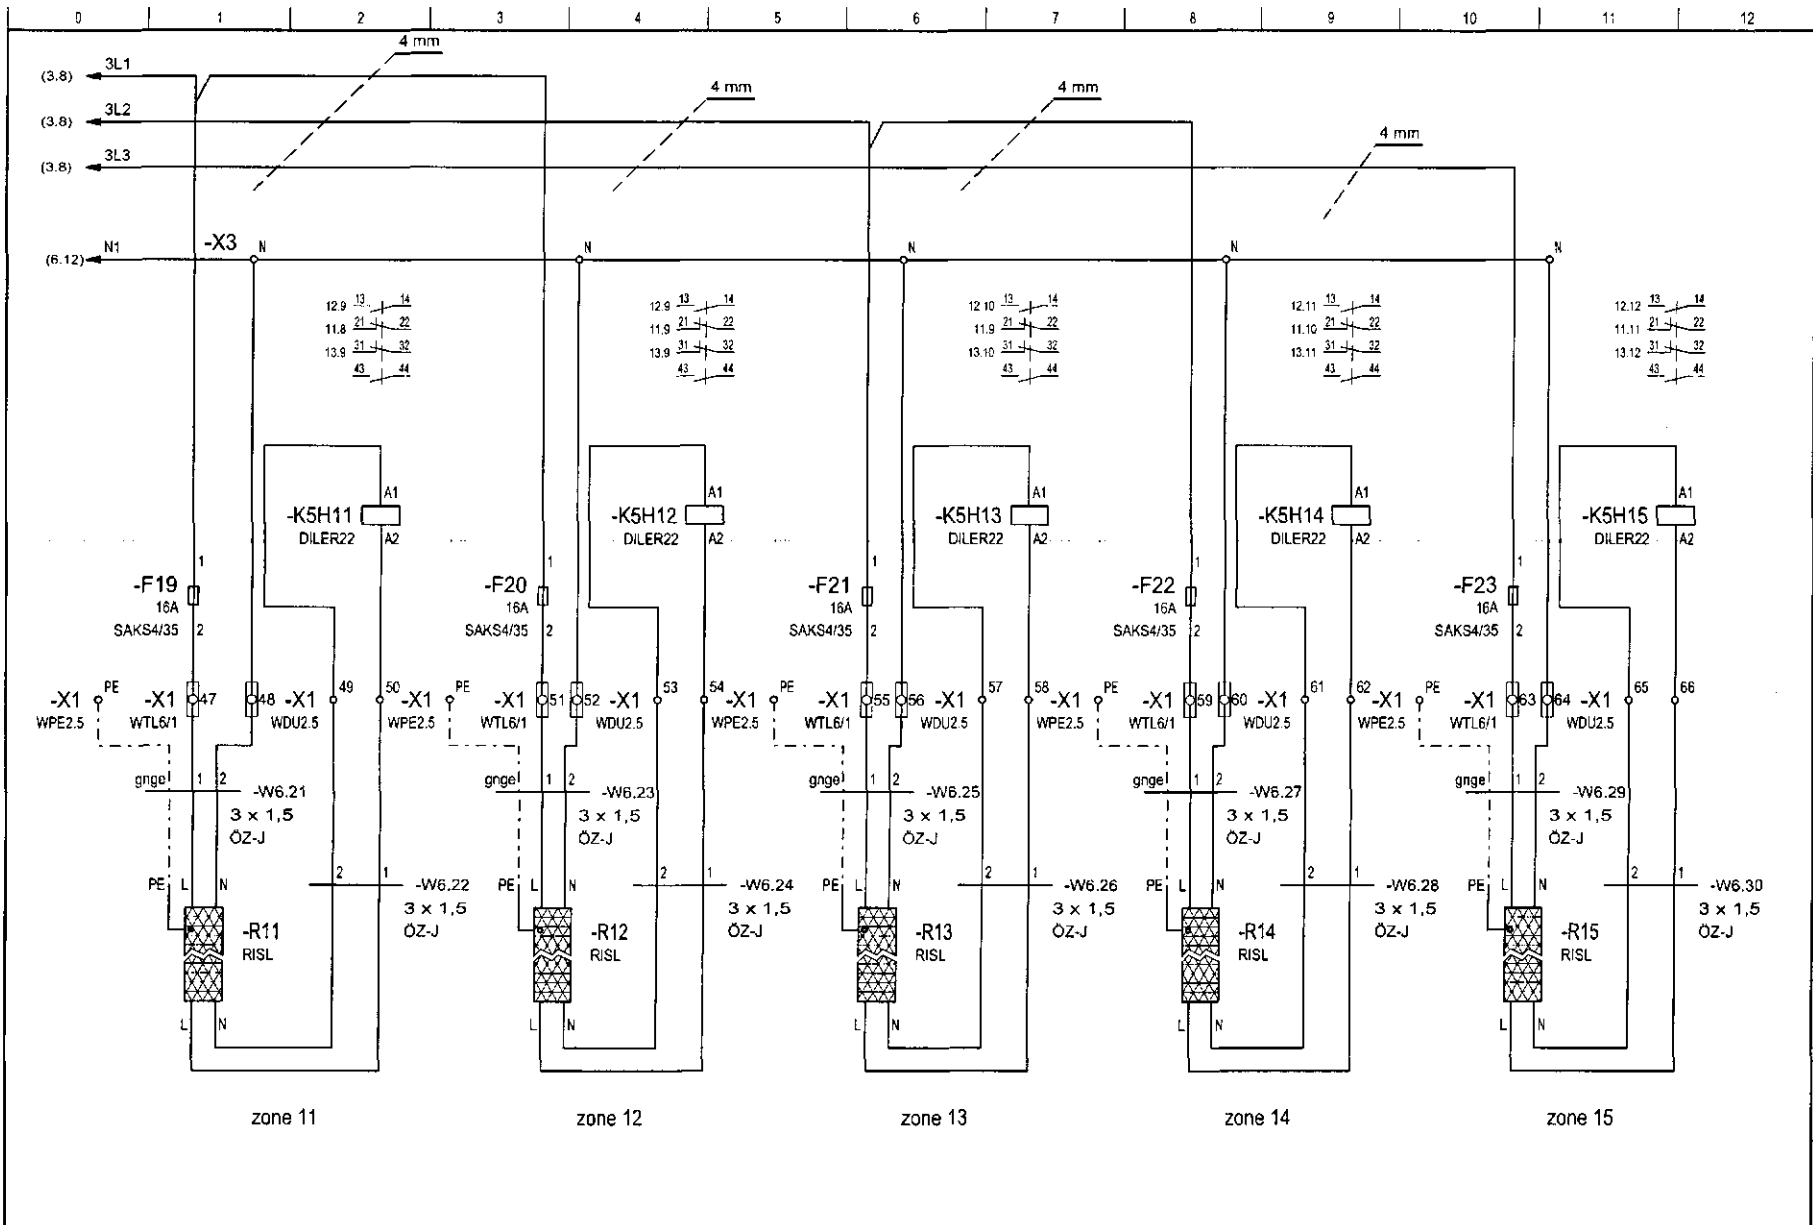 0 1 2 3 4 5 6 7 8 9 10 11 12
4 mm
(3.8) 3L1
4 mm 4 mm
(3.8) 3L2
4 mm
(3.8) 3L3
(6.12) N1 -X3 N N N N N
12.9 13 14 12.9 13 14 12.10 13 14 12.11 13 14 12.12 13 14
11.8 21 22 11.9 21 22 11.9 21 22 11.10 21 22 11.11 21 22
13.9 31 32 13.9 31 32 13.10 31 32 13.11 31 32 13.12 31 32
43 44 43 44 43 44 43 44 43 44
A1 A1 A1 A1 A1
-K5H11 -K5H12 -K5H13 -K5H14 -K5H15
DILER22 A2 DILER22 A2 DILER22 A2 DILER22 A2 DILER22 A2
1 1 1 1 1
-F19 -F20 -F21 -F22 -F23
16A 16A 16A 16A 16A
SAKS4/35 2 SAKS4/35 2 SAKS4/35 2 SAKS4/35 2 SAKS4/35 2
PE PE PE PE PE
-X1 -X1 47 48 -X1 49 50 -X1 -X1 51 52 -X1 53 54 -X1 -X1 55 56 -X1 57 58 -X1 -X1 59 60 -X1 61 62 -X1 -X1 63 64 -X1 65 66
WPE2.5 WTL6/1 WDU2.5 WPE2.5 WTL6/1 WDU2.5 WPE2.5 WTL6/1 WDU2.5 WPE2.5 WTL6/1 WDU2.5 WPE2.5 WTL6/1 WDU2.5
gnge 1 2 gnge 1 2 gnge 1 2 gnge 1 2 gnge 1 2
-W6.21 -W6.23 -W6.25 -W6.27 -W6.29
3 x 1,5 3 x 1,5 3 x 1,5 3 x 1,5 3 x 1,5
ÖZ-J ÖZ-J ÖZ-J ÖZ-J ÖZ-J
2 1 2 1 2 1 2 1 2 1
PE L N -W6.22 PE L N -W6.24 PE L N -W6.26 PE L N -W6.28 PE L N -W6.30
3 x 1,5 3 x 1,5 3 x 1,5 3 x 1,5 3 x 1,5
-R11 ÖZ-J -R12 ÖZ-J -R13 ÖZ-J -R14 ÖZ-J -R15 ÖZ-J
RISL RISL RISL RISL RISL
L N L N L N L N L N
zone 11 zone 12 zone 13 zone 14 zone 15